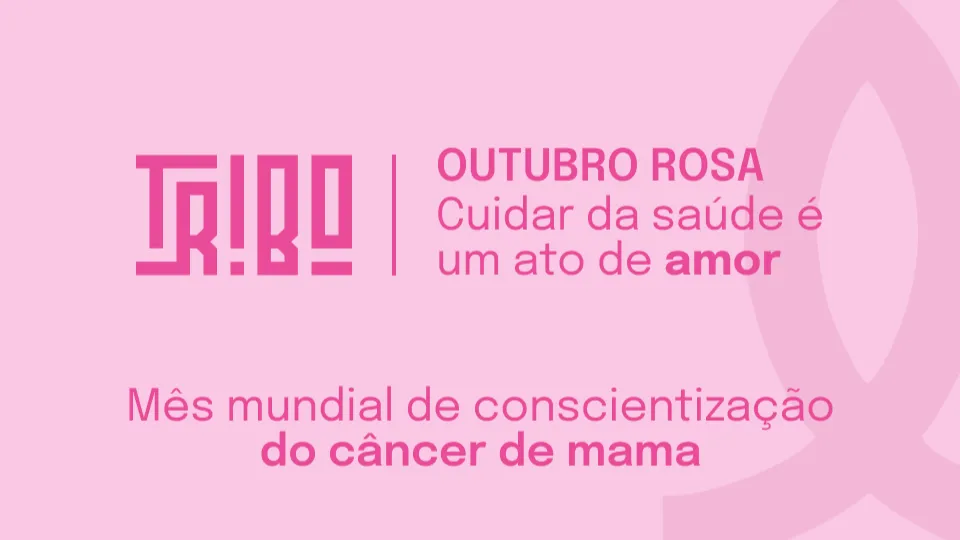 TRIBO
OUTUBRO ROSA
Cuidar da saúde é
um ato de amor
Mês mundial de conscientização
do câncer de mama